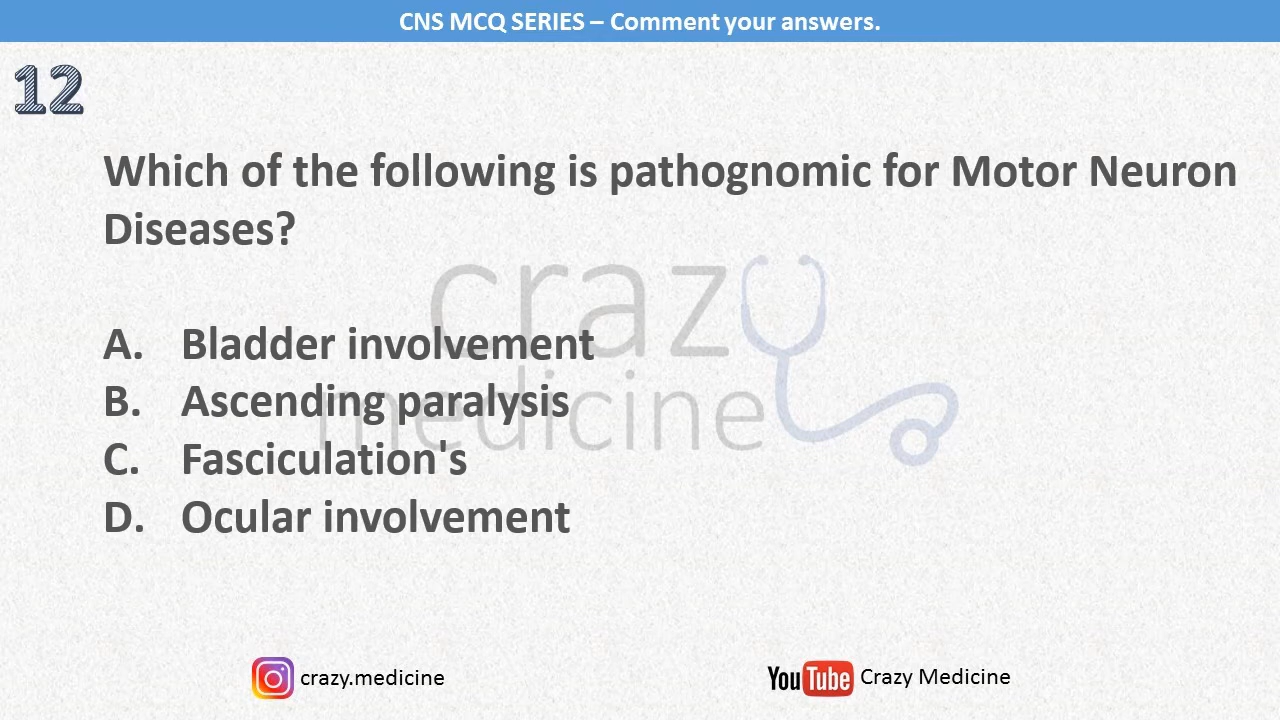 CNS MCQ SERIES – Comment your answers.
12
Which of the following is pathognomic for Motor Neuron
Diseases?
crazy
medicine
A. Bladder involvement
B. Ascending paralysis
C. Fasciculation's
D. Ocular involvement
crazy.medicine
YouTube Crazy Medicine